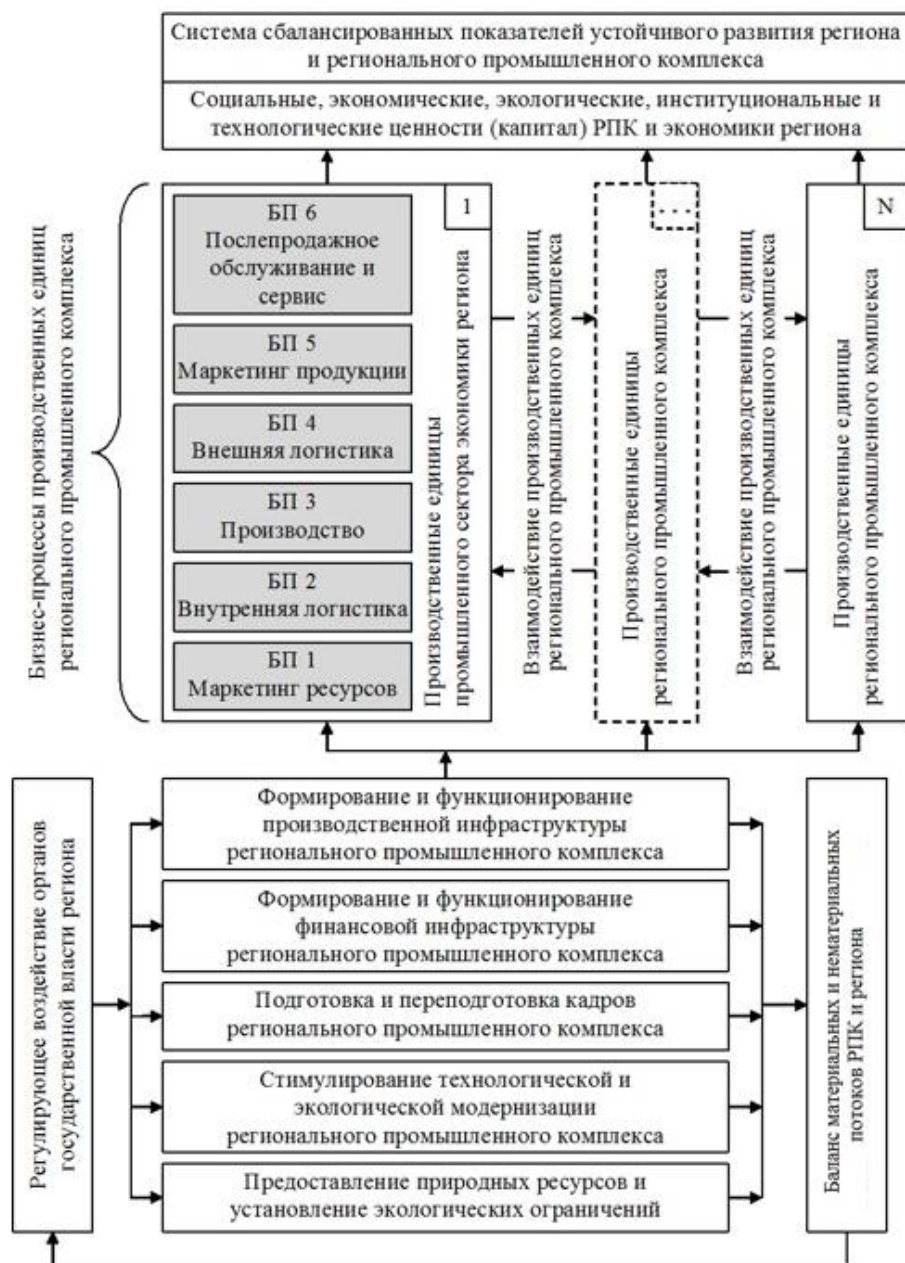 Система сбалансированных показателей устойчивого развития региона
и регионального промышленного комплекса
Социальные, экономические, экологические, институциональные и
технологические ценности (капитал) РПК и экономики региона
Бизнес-процессы производственных единиц
регионального промышленного комплекса
1
БП 6
Послепродажное
обслуживание и
сервис
БП 5
Маркетинг продукции
БП 4
Внешняя логистика
БП 3
Производство
БП 2
Внутренняя логистика
БП 1
Маркетинг ресурсов
Производственные единицы
промышленного сектора экономики региона
Взаимодействие производственных единиц
регионального промышленного комплекса
...
Производственные единицы
регионального промышленного комплекса
Взаимодействие производственных единиц
регионального промышленного комплекса
N
Производственные единицы
регионального промышленного комплекса
Регулирующее воздействие органов
государственной власти региона
Формирование и функционирование
производственной инфраструктуры
регионального промышленного комплекса
Формирование и функционирование
финансовой инфраструктуры
регионального промышленного комплекса
Подготовка и переподготовка кадров
регионального промышленного комплекса
Стимулирование технологической и
экологической модернизации
регионального промышленного комплекса
Предоставление природных ресурсов и
установление экологических ограничений
Баланс материальных и нематериальных
потоков РПК и региона